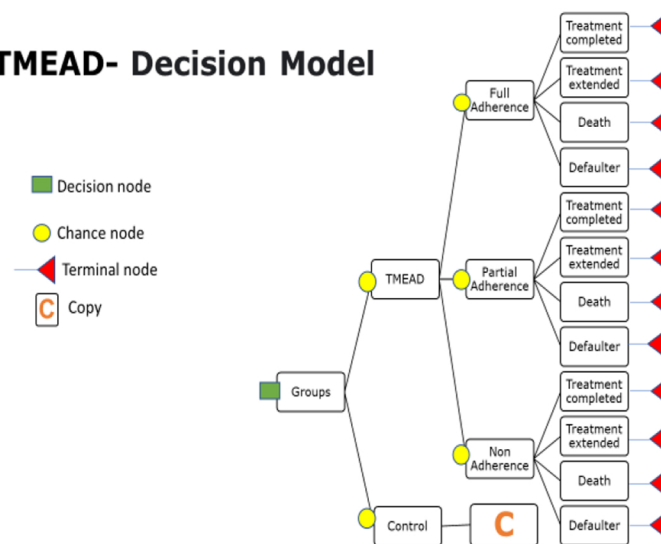 TMEAD- Decision Model
Decision node
Chance node
Terminal node
C Copy
Groups
TMEAD
Control
C
Full
Adherence
Partial
Adherence
Non
Adherence
Treatment
completed
Treatment
extended
Death
Defaulter
Treatment
completed
Treatment
extended
Death
Defaulter
Treatment
completed
Treatment
extended
Death
Defaulter